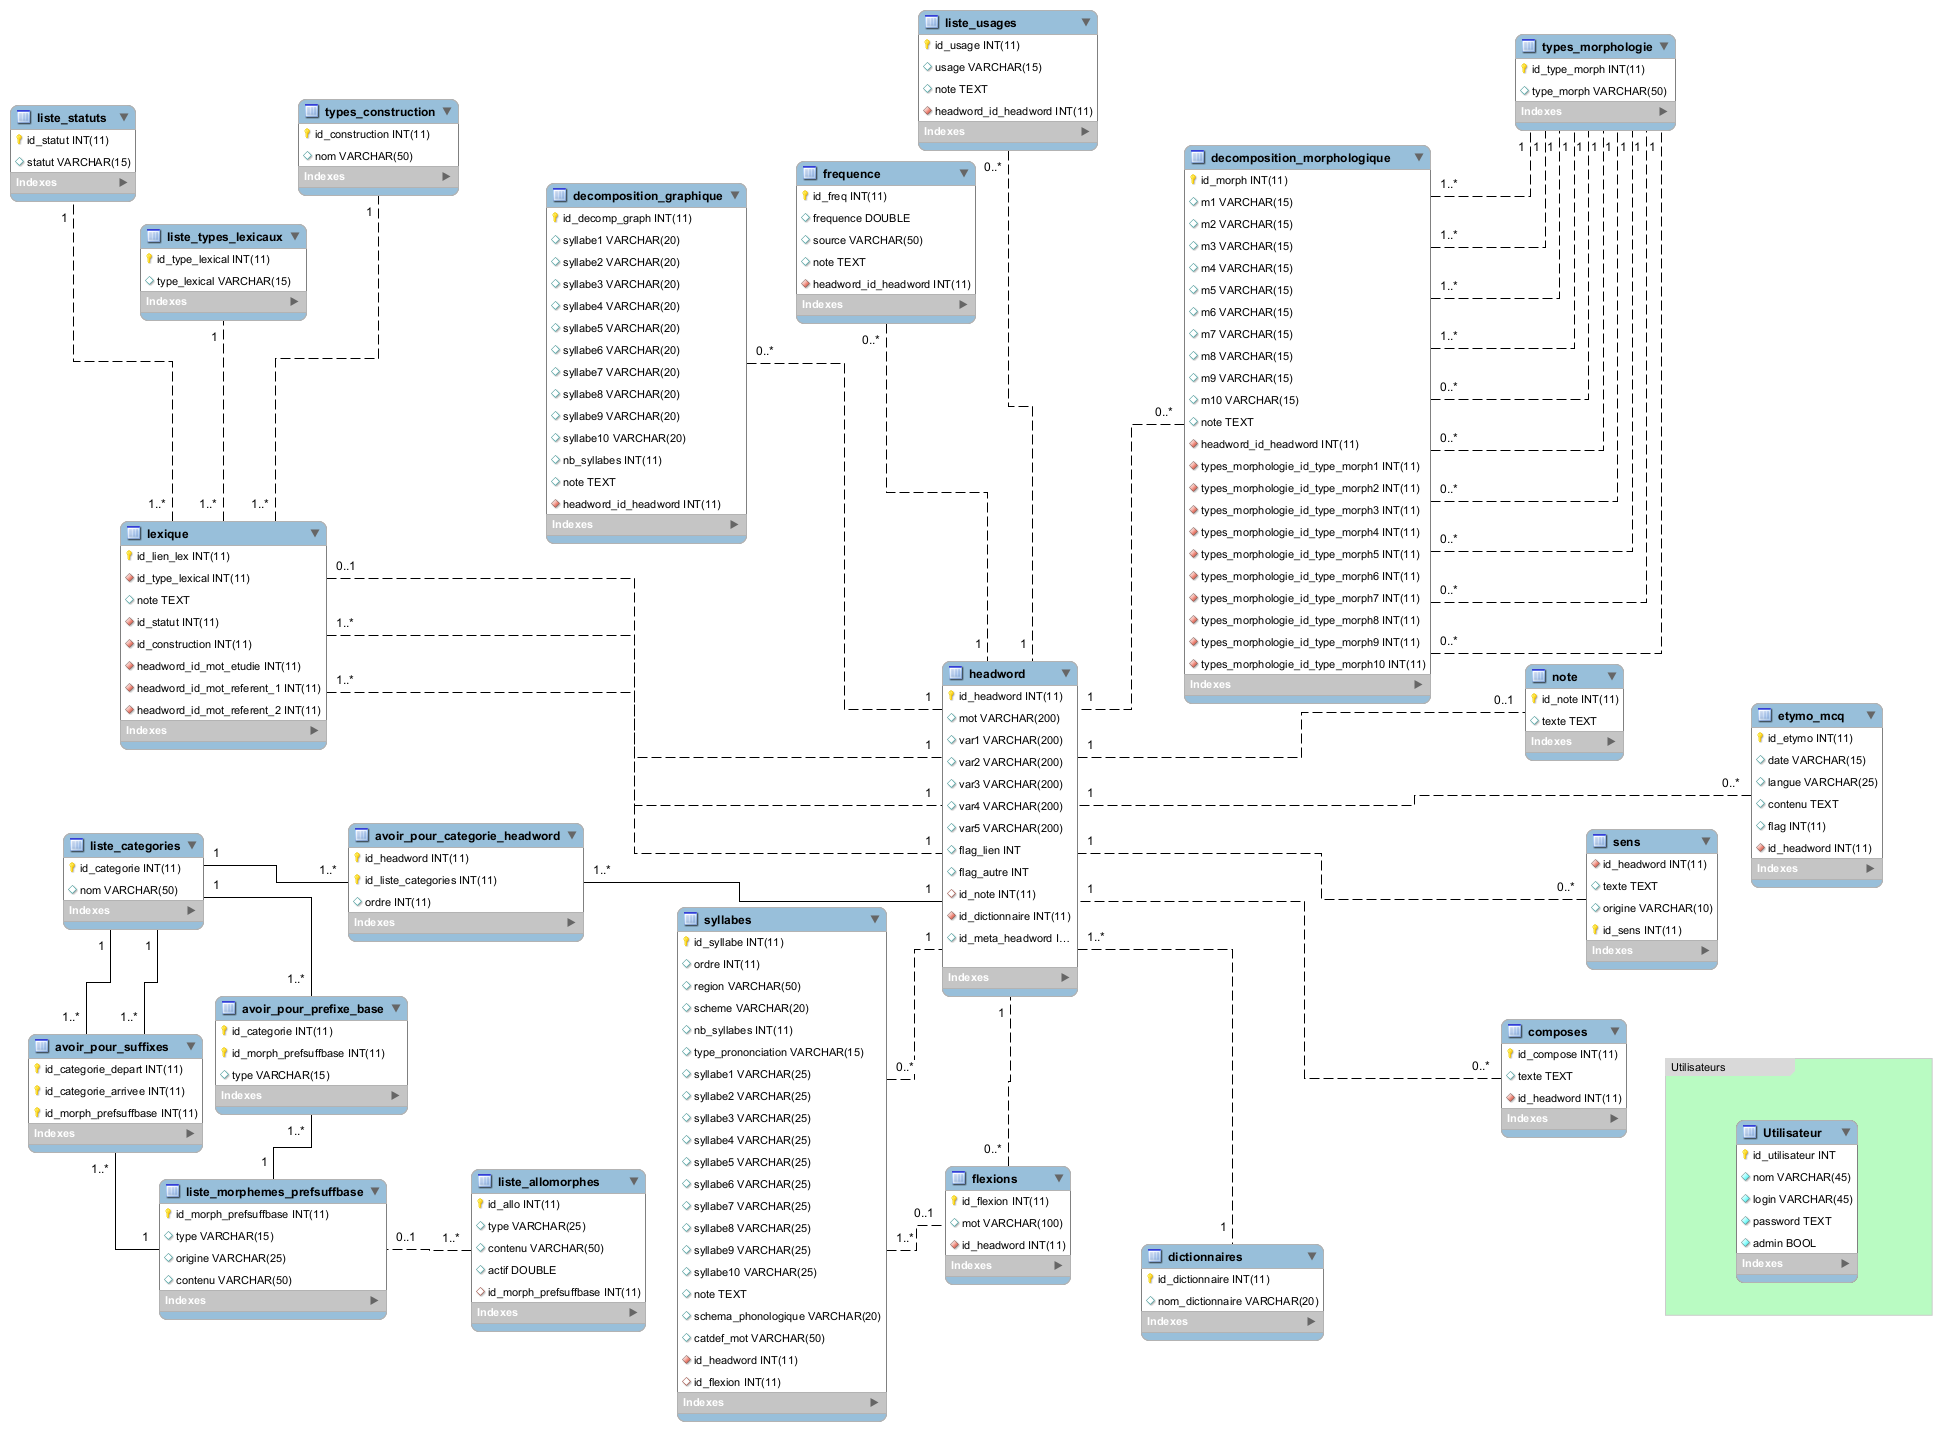 liste_usages
id_usage INT(11)
usage VARCHAR(15)
note TEXT
headword_id_headword INT(11)
Indexes
0..*
types_morphologie
id_type_morph INT(11)
type_morph VARCHAR(50)
Indexes
1 1 1 1 1 1 1 1 1 1
liste_statuts
id_statut INT(11)
statut VARCHAR(15)
Indexes
1
types_construction
id_construction INT(11)
nom VARCHAR(50)
Indexes
1
liste_types_lexicaux
id_type_lexical INT(11)
type_lexical VARCHAR(15)
Indexes
1
decomposition_graphique
id_decomp_graph INT(11)
syllabe1 VARCHAR(20)
syllabe2 VARCHAR(20)
syllabe3 VARCHAR(20)
syllabe4 VARCHAR(20)
syllabe5 VARCHAR(20)
syllabe6 VARCHAR(20)
syllabe7 VARCHAR(20)
syllabe8 VARCHAR(20)
syllabe9 VARCHAR(20)
syllabe10 VARCHAR(20)
nb_syllabes INT(11)
note TEXT
headword_id_headword INT(11)
Indexes
0..*
frequence
id_freq INT(11)
frequence DOUBLE
source VARCHAR(50)
note TEXT
headword_id_headword INT(11)
Indexes
0..*
decomposition_morphologique
id_morph INT(11)
m1 VARCHAR(15)
m2 VARCHAR(15)
m3 VARCHAR(15)
m4 VARCHAR(15)
m5 VARCHAR(15)
m6 VARCHAR(15)
m7 VARCHAR(15)
m8 VARCHAR(15)
m9 VARCHAR(15)
m10 VARCHAR(15)
note TEXT
headword_id_headword INT(11)
types_morphologie_id_type_morph1 INT(11)
types_morphologie_id_type_morph2 INT(11)
types_morphologie_id_type_morph3 INT(11)
types_morphologie_id_type_morph4 INT(11)
types_morphologie_id_type_morph5 INT(11)
types_morphologie_id_type_morph6 INT(11)
types_morphologie_id_type_morph7 INT(11)
types_morphologie_id_type_morph8 INT(11)
types_morphologie_id_type_morph9 INT(11)
types_morphologie_id_type_morph10 INT(11)
Indexes
0..*
1..*
1..*
1..*
1..*
0..*
0..*
0..*
0..*
0..*
0..*
1..* 1..* 1..*
lexique
id_lien_lex INT(11)
id_type_lexical INT(11)
note TEXT
id_statut INT(11)
id_construction INT(11)
headword_id_mot_etudie INT(11)
headword_id_mot_referent_1 INT(11)
headword_id_mot_referent_2 INT(11)
Indexes
0..1
1..*
1..*
1 1
headword
id_headword INT(11)
mot VARCHAR(200)
var1 VARCHAR(200)
var2 VARCHAR(200)
var3 VARCHAR(200)
var4 VARCHAR(200)
var5 VARCHAR(200)
flag_lien INT
flag_autre INT
id_note INT(11)
id_dictionnaire INT(11)
id_meta_headword I...
Indexes
1
1
1
1
1
1
1
1
1
1
1
1..*
1
note
id_note INT(11)
texte TEXT
Indexes
0..1
etymo_mcq
id_etymo INT(11)
date VARCHAR(15)
langue VARCHAR(25)
contenu TEXT
flag INT(11)
id_headword INT(11)
Indexes
0..*
sens
id_headword INT(11)
texte TEXT
origine VARCHAR(10)
id_sens INT(11)
Indexes
0..*
liste_categories
id_categorie INT(11)
nom VARCHAR(50)
Indexes
1
1
1 1
avoir_pour_categorie_headword
id_headword INT(11)
id_liste_categories INT(11)
ordre INT(11)
Indexes
1..*
1..*
syllabes
id_syllabe INT(11)
ordre INT(11)
region VARCHAR(50)
scheme VARCHAR(20)
nb_syllabes INT(11)
type_prononciation VARCHAR(15)
syllabe1 VARCHAR(25)
syllabe2 VARCHAR(25)
syllabe3 VARCHAR(25)
syllabe4 VARCHAR(25)
syllabe5 VARCHAR(25)
syllabe6 VARCHAR(25)
syllabe7 VARCHAR(25)
syllabe8 VARCHAR(25)
syllabe9 VARCHAR(25)
syllabe10 VARCHAR(25)
note TEXT
schema_phonologique VARCHAR(20)
catdef_mot VARCHAR(50)
id_headword INT(11)
id_flexion INT(11)
Indexes
0..*
1..*
1..* 1..*
avoir_pour_suffixes
id_categorie_depart INT(11)
id_categorie_arrivee INT(11)
id_morph_prefsuffbase INT(11)
Indexes
1..*
1..*
avoir_pour_prefixe_base
id_categorie INT(11)
id_morph_prefsuffbase INT(11)
type VARCHAR(15)
Indexes
1..*
1
1
liste_morphemes_prefsuffbase
id_morph_prefsuffbase INT(11)
type VARCHAR(15)
origine VARCHAR(25)
contenu VARCHAR(50)
Indexes
0..1
1..*
liste_allomorphes
id_allo INT(11)
type VARCHAR(25)
contenu VARCHAR(50)
actif DOUBLE
id_morph_prefsuffbase INT(11)
Indexes
0..*
0..1
flexions
id_flexion INT(11)
mot VARCHAR(100)
id_headword INT(11)
Indexes
1
dictionnaires
id_dictionnaire INT(11)
nom_dictionnaire VARCHAR(20)
Indexes
0..*
composes
id_compose INT(11)
texte TEXT
id_headword INT(11)
Indexes
Utilisateurs
Utilisateur
id_utilisateur INT
nom VARCHAR(45)
login VARCHAR(45)
password TEXT
admin BOOL
Indexes